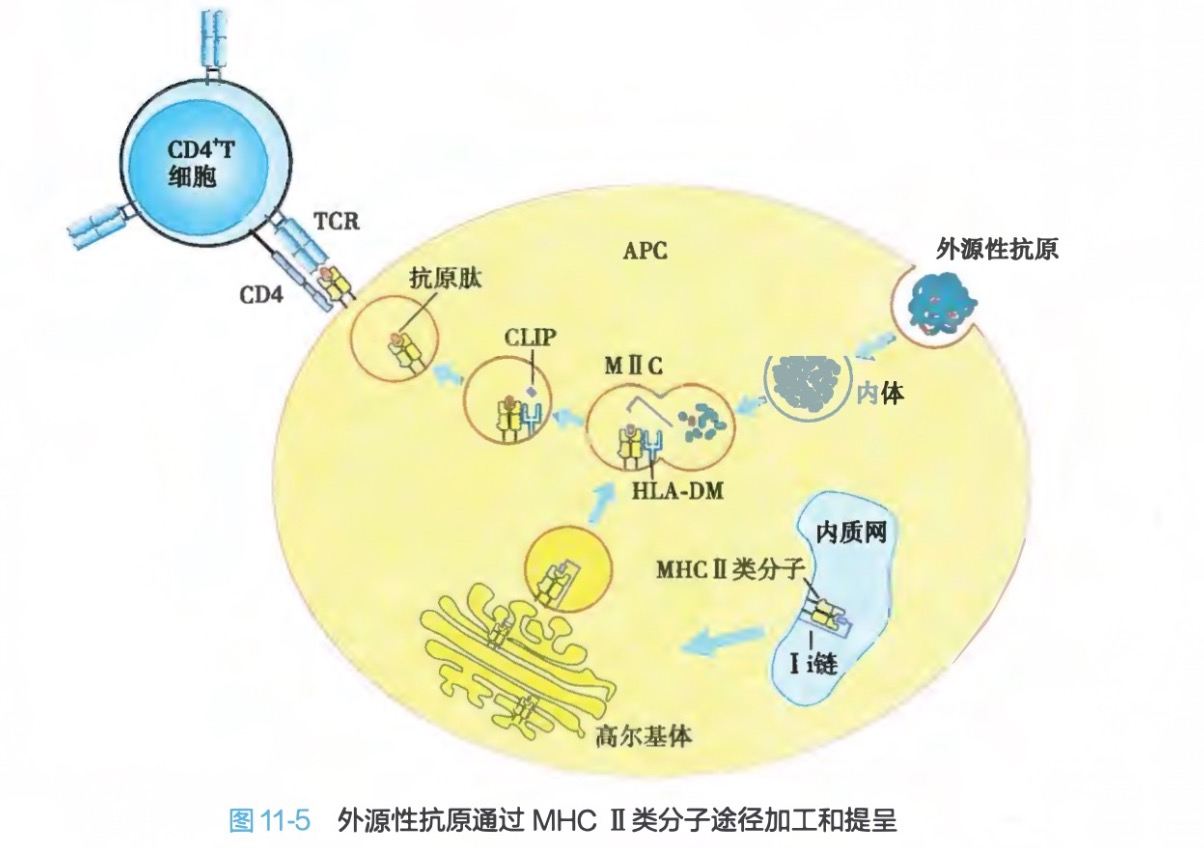 CD4⁺T
细胞
TCR
CD4
APC
外源性抗原
抗原肽
CLIP
MⅡC
内体
HLA-DM
内质网
MHCⅡ类分子
Ⅰi链
高尔基体
图 11-5 外源性抗原通过 MHC Ⅱ类分子途径加工和提呈